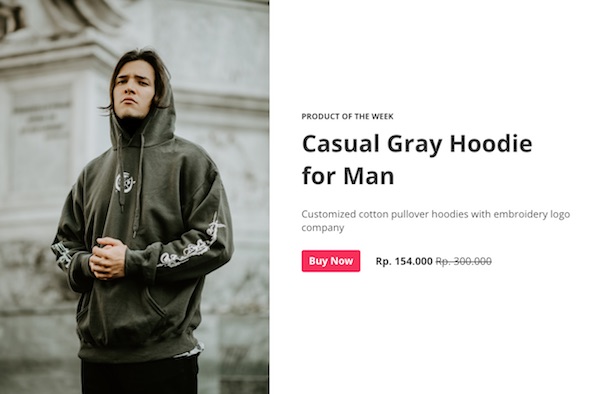 PRODUCT OF THE WEEK
Casual Gray Hoodie
for Man
Customized cotton pullover hoodies with embroidery logo
company
Buy Now
Rp. 154.000 Rp. 300.000